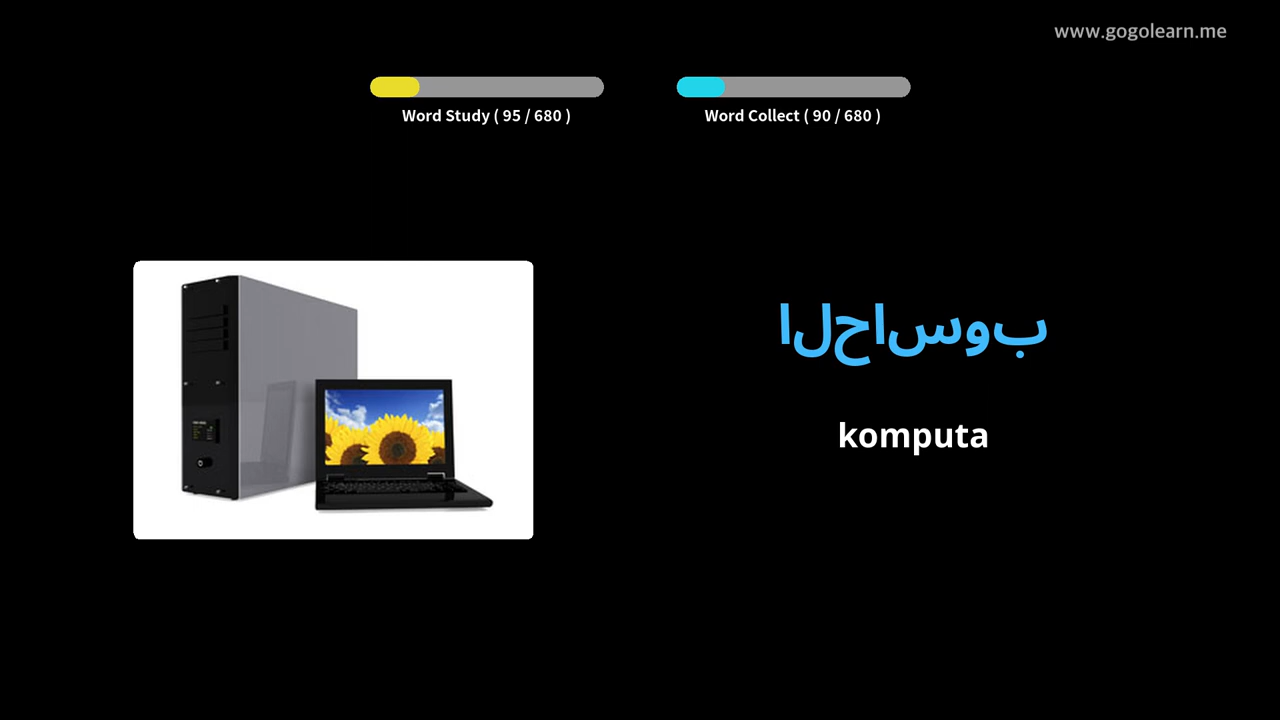 www.gogolearn.me
Word Study ( 95 / 680 )
Word Collect ( 90 / 680 )
الحاسوب
komputa